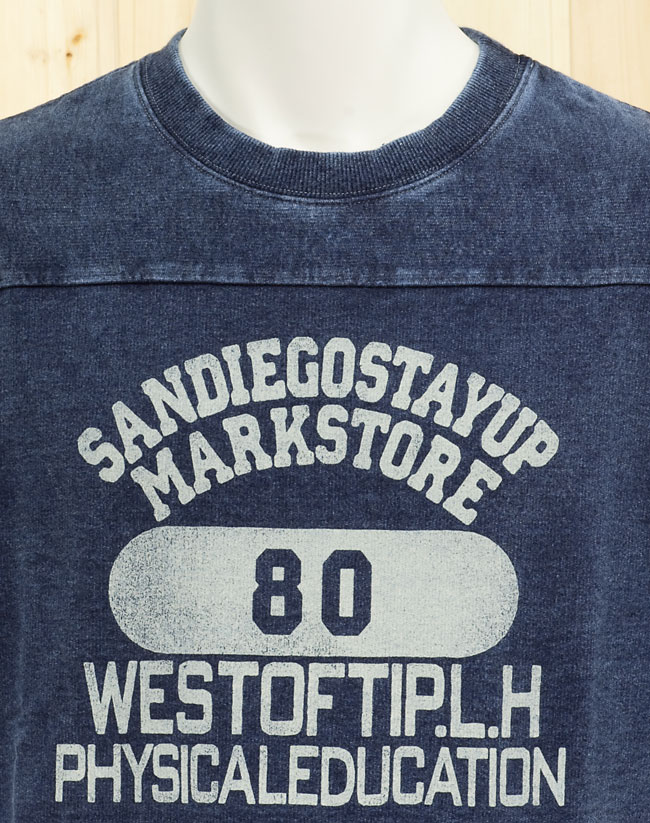 SANDIEGOSTAYUP
MARKSTORE
80
WESTOFTIP.L.H
PHYSICALEDUCATION